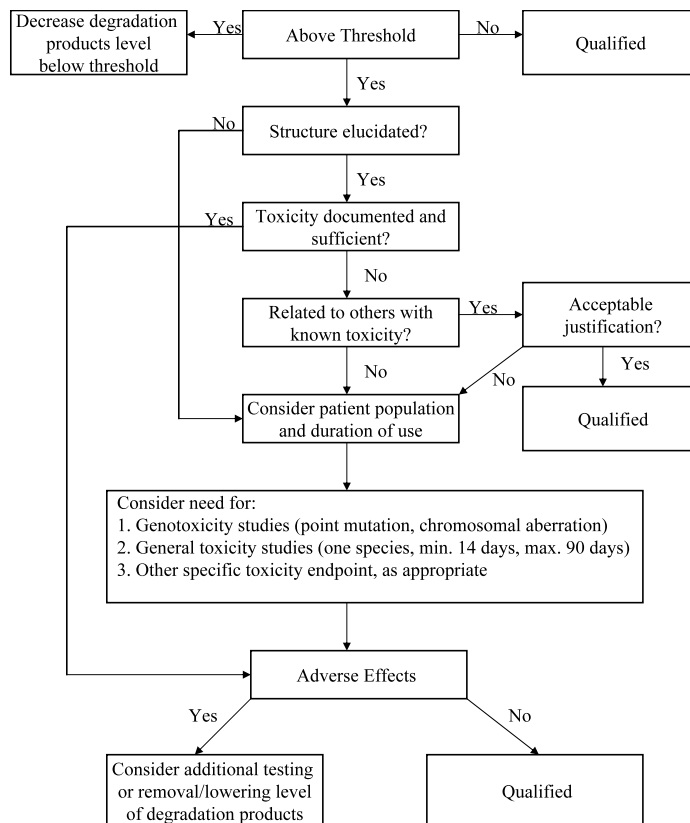 Decrease degradation
products level
below threshold
Yes
Above Threshold
No
Qualified
Yes
No
Structure elucidated?
Yes
Yes
Toxicity documented and
sufficient?
No
Related to others with
known toxicity?
Yes
Acceptable
justification?
No
No
Yes
Consider patient population
and duration of use
Qualified
Consider need for:
1. Genotoxicity studies (point mutation, chromosomal aberration)
2. General toxicity studies (one species, min. 14 days, max. 90 days)
3. Other specific toxicity endpoint, as appropriate
Adverse Effects
Yes
No
Consider additional testing
or removal/lowering level
of degradation products
Qualified